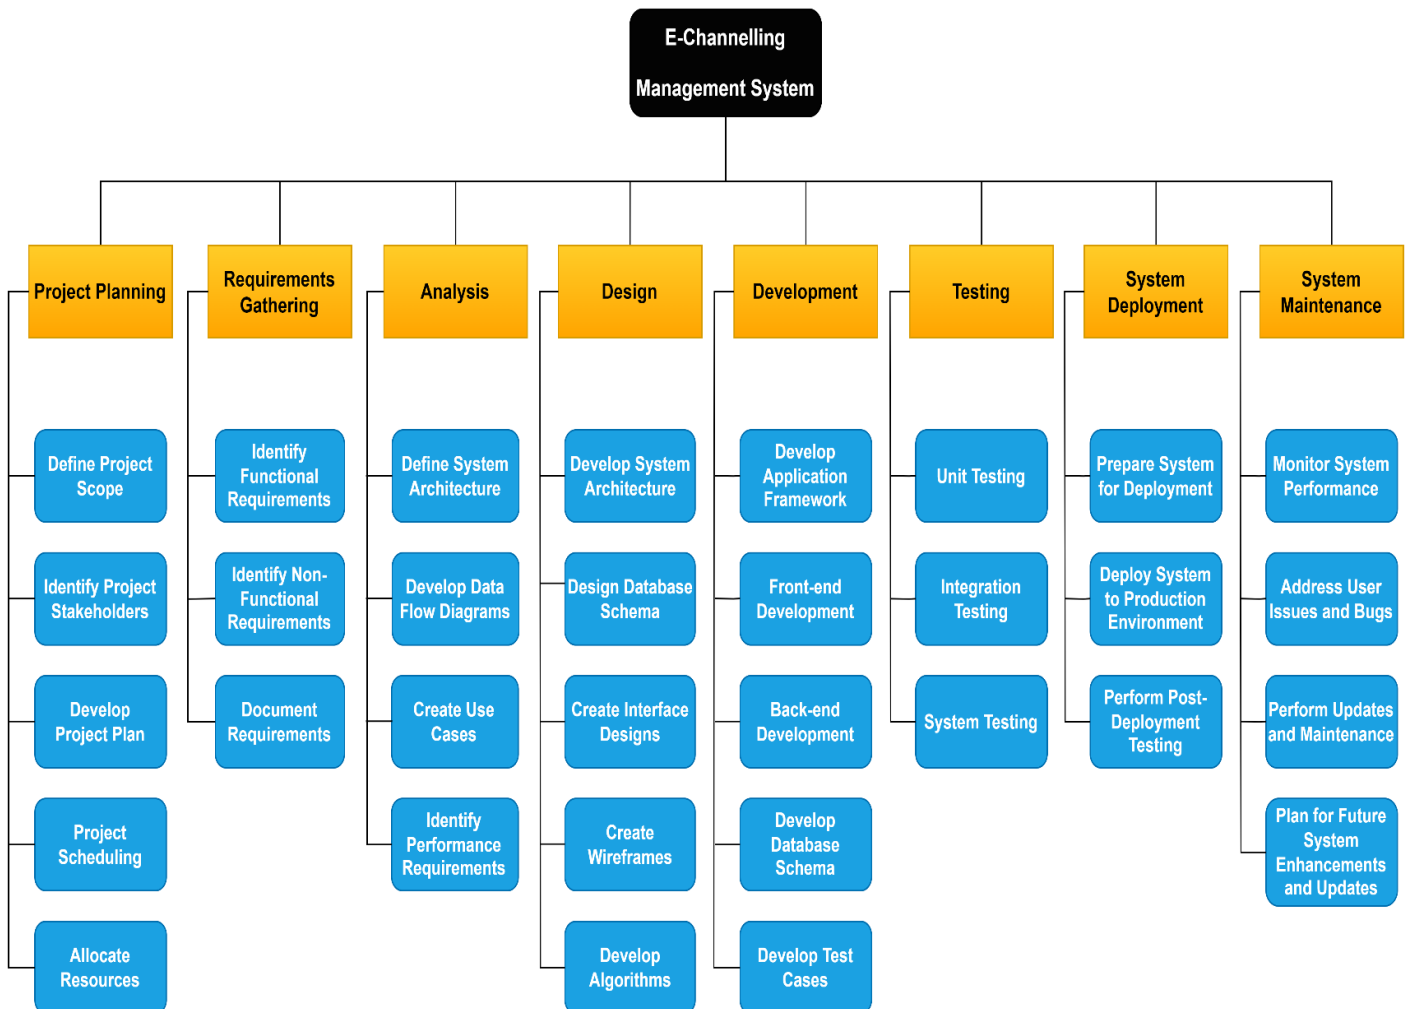 E-Channelling
Management System
Project Planning
Requirements
Gathering
Analysis
Design
Development
Testing
System
Deployment
System
Maintenance
Define Project
Scope
Identify
Functional
Requirements
Define System
Architecture
Develop System
Architecture
Develop
Application
Framework
Unit Testing
Prepare System
for Deployment
Monitor System
Performance
Identify Project
Stakeholders
Identify Non-
Functional
Requirements
Develop Data
Flow Diagrams
Design Database
Schema
Front-end
Development
Integration
Testing
Deploy System
to Production
Environment
Address User
Issues and Bugs
Develop
Project Plan
Document
Requirements
Create Use
Cases
Create Interface
Designs
Back-end
Development
System Testing
Perform Post-
Deployment
Testing
Perform Updates
and Maintenance
Project
Scheduling
Identify
Performance
Requirements
Create
Wireframes
Develop
Database
Schema
Plan for Future
System
Enhancements
and Updates
Allocate
Resources
Develop
Algorithms
Develop Test
Cases